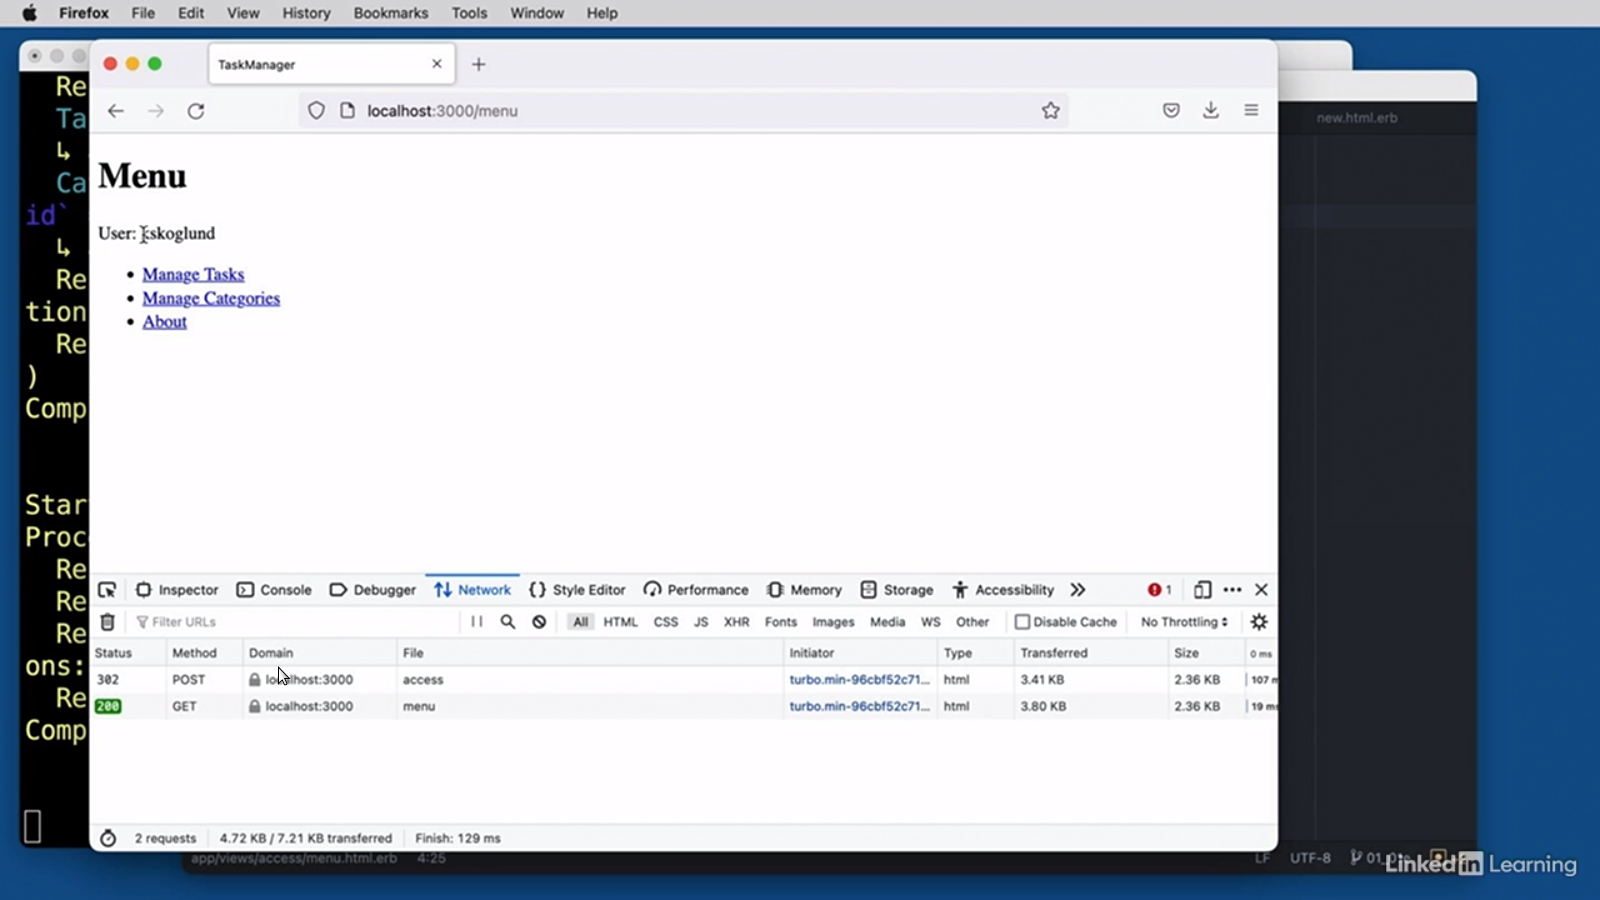 Firefox File Edit View History Bookmarks Tools Window Help
TaskManager
localhost:3000/menu
new.html.erb
Re
Ta
↳
Ca
id`
↳
Re
tion
Re
)
Comp
Star
Proc
Re
Re
Re
ons:
Re
Comp
Menu
User: kskoglund
• Manage Tasks
• Manage Categories
• About
Inspector Console Debugger Network {} Style Editor Performance Memory Storage Accessibility 1
Filter URLs All HTML CSS JS XHR Fonts Images Media WS Other Disable Cache No Throttling
Status Method Domain File Initiator Type Transferred Size 0 ms
302 POST localhost:3000 access turbo.min-96cbf52c71... html 3.41 KB 2.36 KB 107 m
200 GET localhost:3000 menu turbo.min-96cbf52c71... html 3.80 KB 2.36 KB 19 ms
2 requests 4.72 KB / 7.21 KB transferred Finish: 129 ms
app/views/access/menu.html.erb 4:25 LF UTF-8
LinkedIn Learning